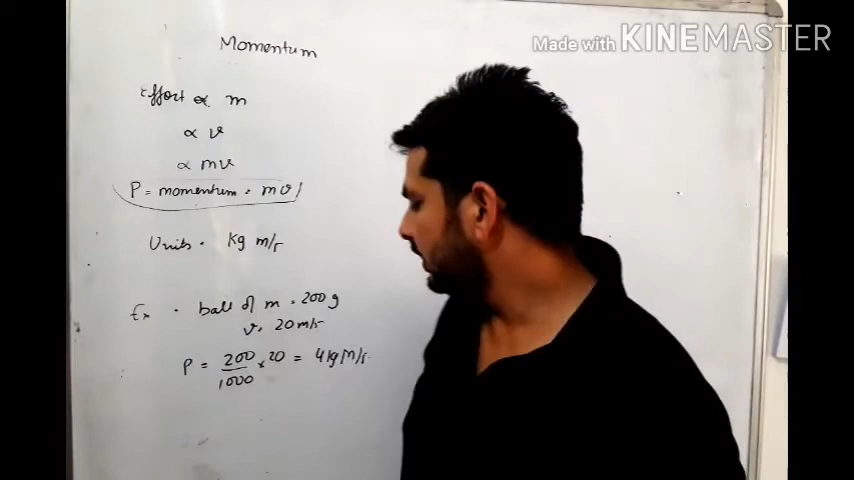 Made with KINEMASTER
Momentum
Effort ∝ m
∝ v
∝ mv
P = momentum = mv
Units = kg m/s
Ex . ball of m = 200 g
v = 20 m/s
P = 200/1000 × 20 = 4 kg m/s